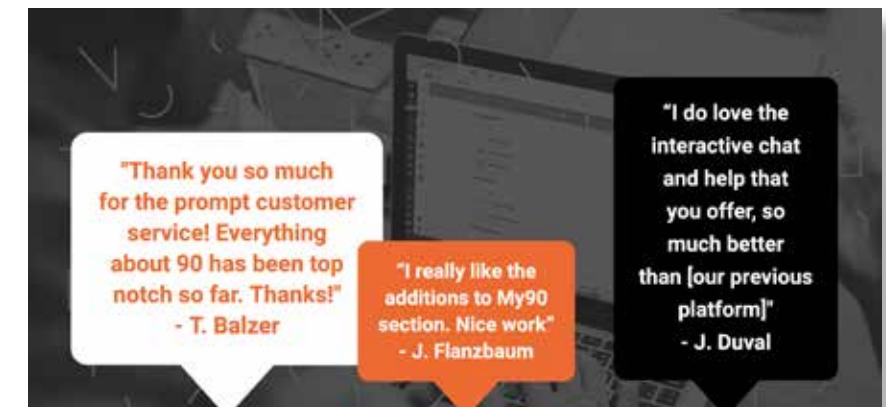 "Thank you so much
for the prompt customer
service! Everything
about 90 has been top
notch so far. Thanks!"
- T. Balzer
“I really like the
additions to My90
section. Nice work”
- J. Flanzbaum
“I do love the
interactive chat
and help that
you offer, so
much better
than [our previous
platform]"
- J. Duval